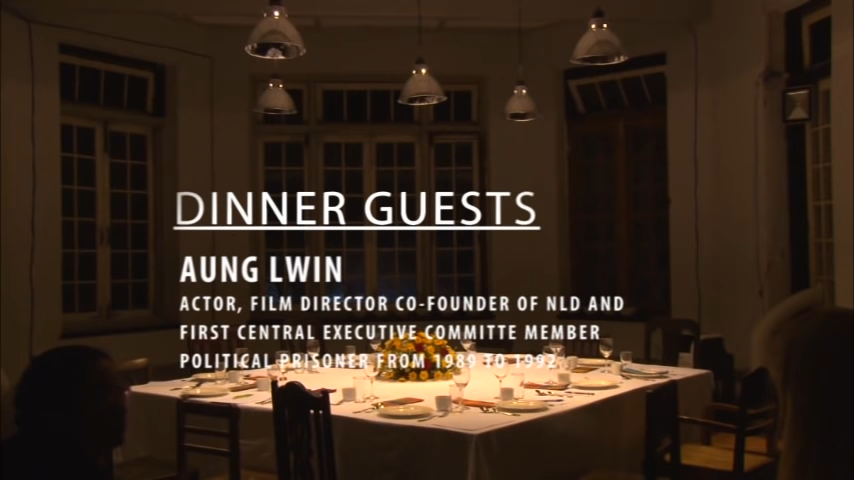 DINNER GUESTS
AUNG LWIN
ACTOR, FILM DIRECTOR CO-FOUNDER OF NLD AND
FIRST CENTRAL EXECUTIVE COMMITTE MEMBER
POLITICAL PRISONER FROM 1989 TO 1992